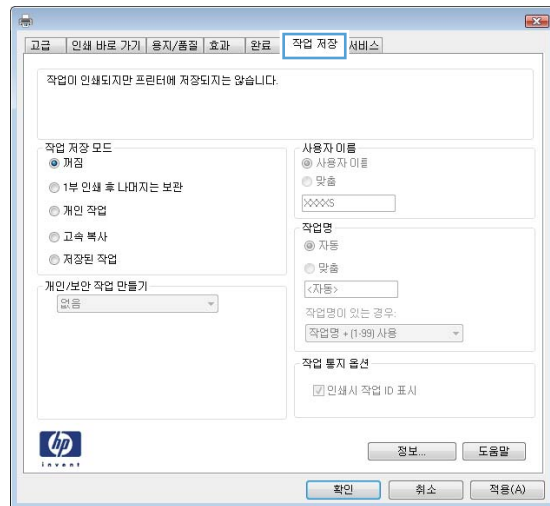 고급 인쇄 바로 가기 용지/품질 효과 완료 작업 저장 서비스
작업이 인쇄되지만 프린터에 저장되지는 않습니다.
작업 저장 모드
꺼짐
1부 인쇄 후 나머지는 보관
개인 작업
고속 복사
저장된 작업
개인/보안 작업 만들기
없음
사용자 이름
사용자 이름
맞춤
XXXXS
작업명
자동
맞춤
<자동>
작업명이 있는 경우:
작업명 + (1-99) 사용
작업 통지 옵션
인쇄시 작업 ID 표시
hp
invent
정보... 도움말
확인 취소 적용(A)